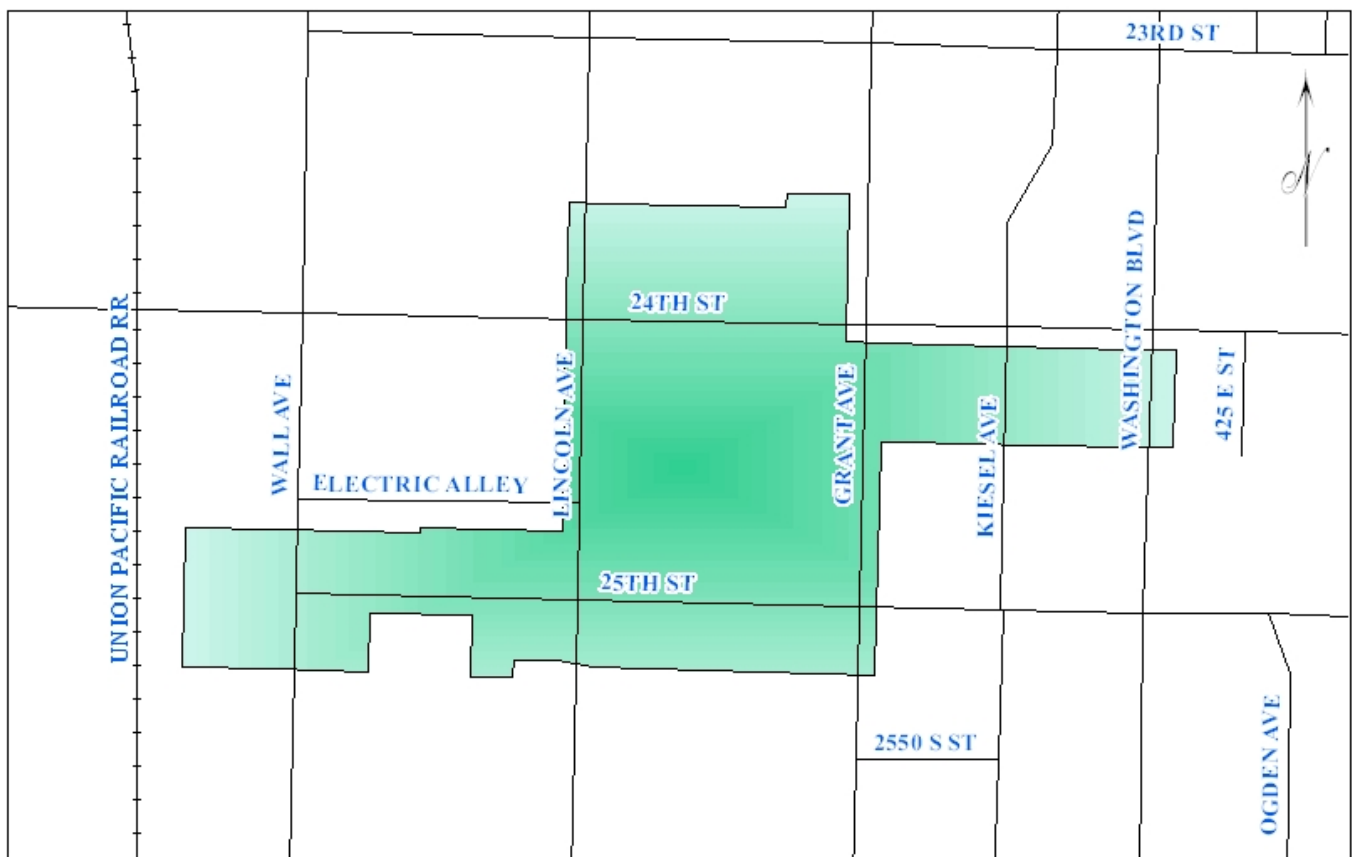 23RD ST
N
24TH ST
UNION PACIFIC RAILROAD RR
WALL AVE
LINCOLN AVE
GRANT AVE
KIESEL AVE
WASHINGTON BLVD
425 E ST
ELECTRIC ALLEY
25TH ST
2550 S ST
OGDEN AVE